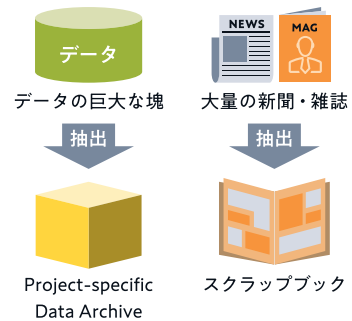 データ
NEWS
MAG
データの巨大な塊
大量の新聞・雑誌
抽出
抽出
Project-specific
Data Archive
スクラップブック